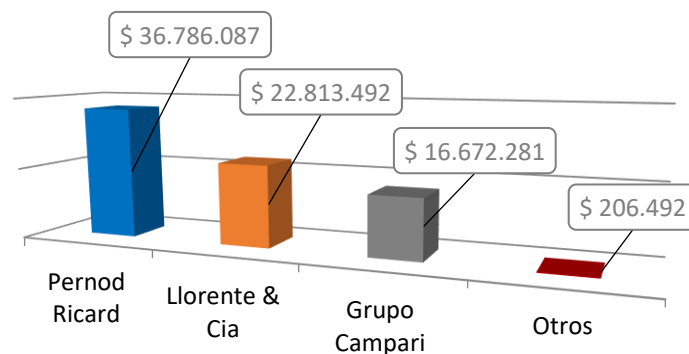 $ 36.786.087
$ 22.813.492
$ 16.672.281
$ 206.492
Pernod
Ricard
Llorente &
Cia
Grupo
Campari
Otros